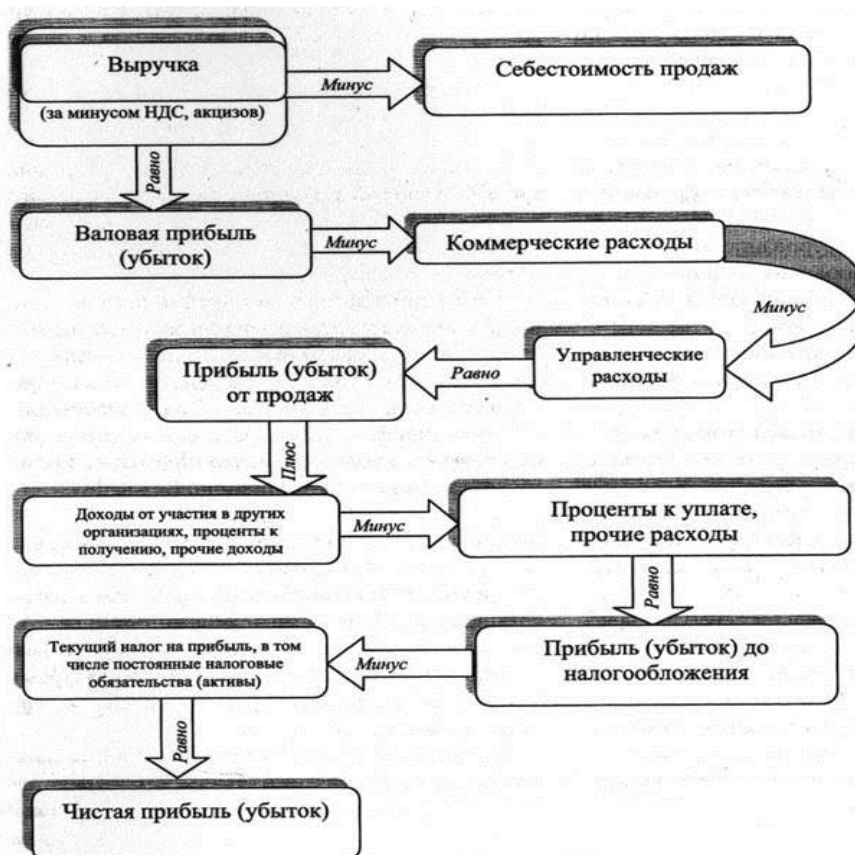 Выручка
(за минусом НДС, акцизов)
Минус
Себестоимость продаж
Равно
Валовая прибыль
(убыток)
Минус
Коммерческие расходы
Минус
Управленческие
расходы
Равно
Прибыль (убыток)
от продаж
Плюс
Доходы от участия в других
организациях, проценты к
получению, прочие доходы
Минус
Проценты к уплате,
прочие расходы
Равно
Прибыль (убыток) до
налогообложения
Минус
Текущий налог на прибыль, в том
числе постоянные налоговые
обязательства (активы)
Равно
Чистая прибыль (убыток)